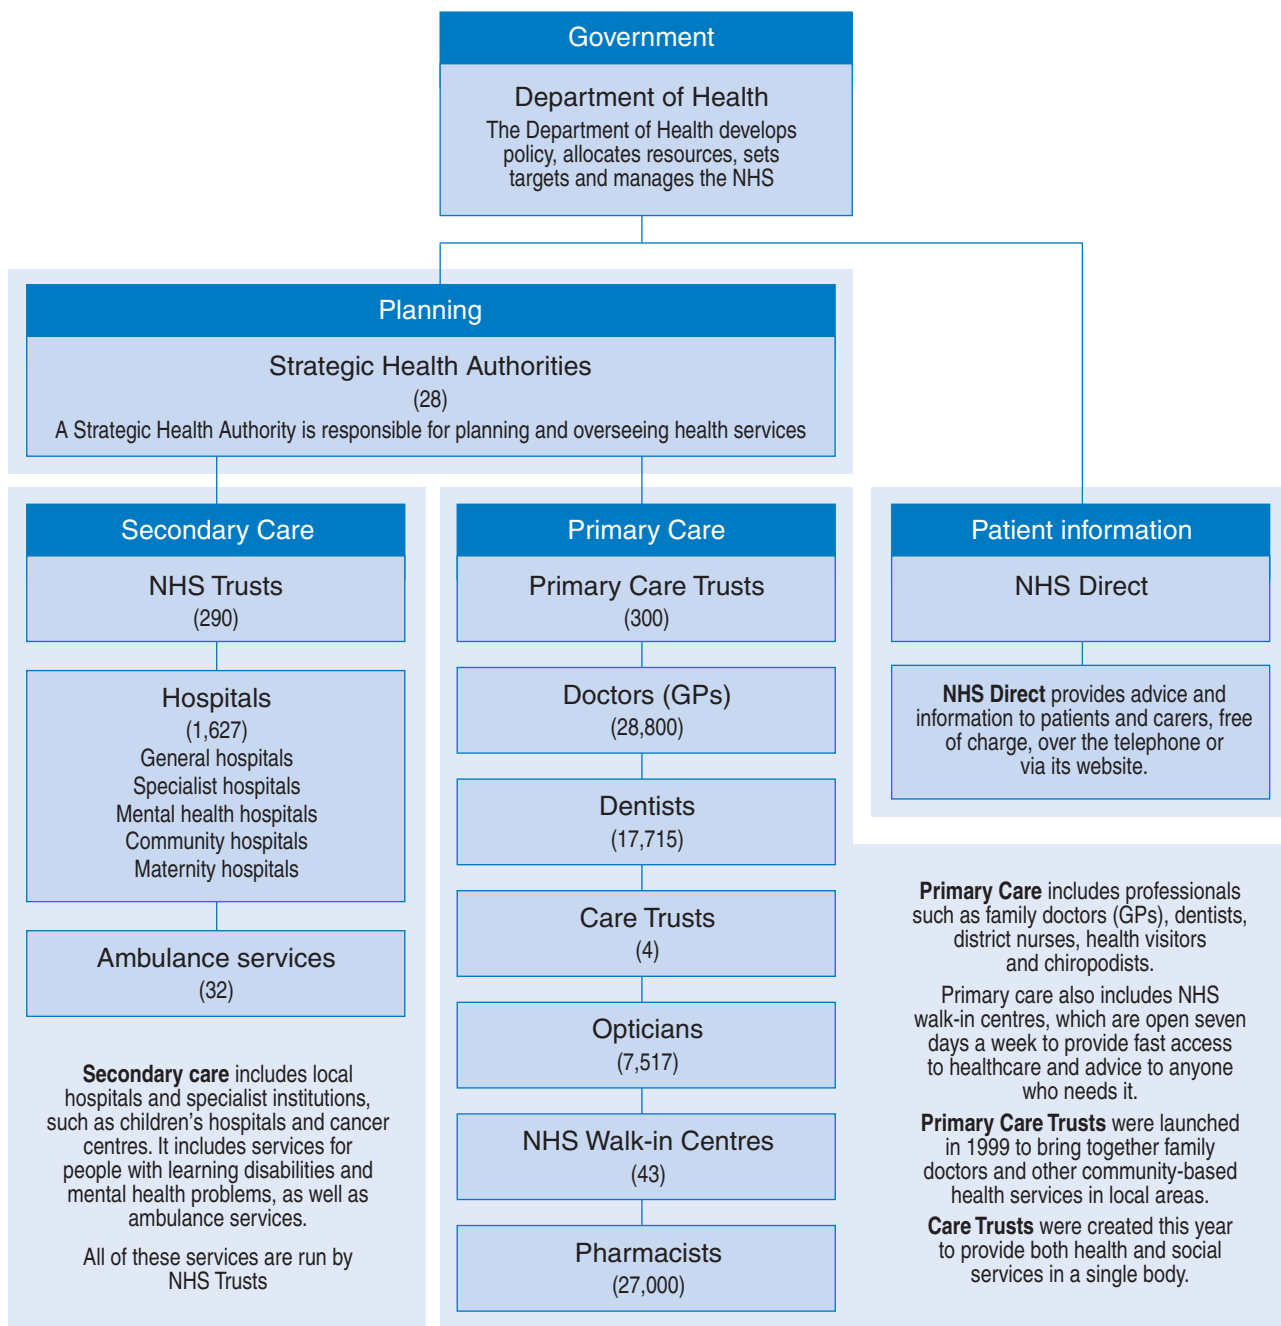 Government
Department of Health
The Department of Health develops
policy, allocates resources, sets
targets and manages the NHS
Planning
Strategic Health Authorities
(28)
A Strategic Health Authority is responsible for planning and overseeing health services
Secondary Care
NHS Trusts
(290)
Hospitals
(1,627)
General hospitals
Specialist hospitals
Mental health hospitals
Community hospitals
Maternity hospitals
Ambulance services
(32)
Secondary care includes local
hospitals and specialist institutions,
such as children’s hospitals and cancer
centres. It includes services for
people with learning disabilities and
mental health problems, as well as
ambulance services.
All of these services are run by
NHS Trusts
Primary Care
Primary Care Trusts
(300)
Doctors (GPs)
(28,800)
Dentists
(17,715)
Care Trusts
(4)
Opticians
(7,517)
NHS Walk-in Centres
(43)
Pharmacists
(27,000)
Patient information
NHS Direct
NHS Direct provides advice and
information to patients and carers, free
of charge, over the telephone or
via its website.
Primary Care includes professionals
such as family doctors (GPs), dentists,
district nurses, health visitors
and chiropodists.
Primary care also includes NHS
walk-in centres, which are open seven
days a week to provide fast access
to healthcare and advice to anyone
who needs it.
Primary Care Trusts were launched
in 1999 to bring together family
doctors and other community-based
health services in local areas.
Care Trusts were created this year
to provide both health and social
services in a single body.